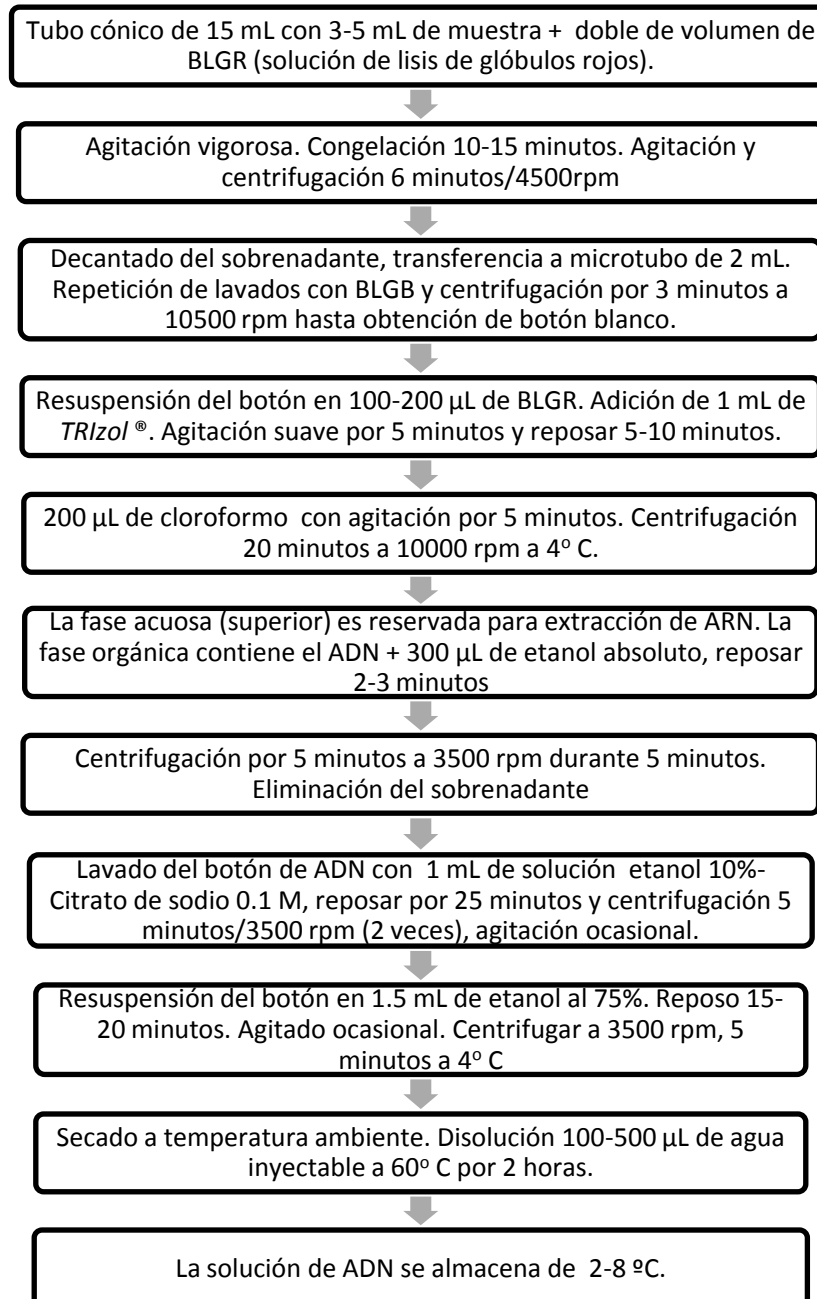 Tubo cónico de 15 mL con 3-5 mL de muestra + doble de volumen de
BLGR (solución de lisis de glóbulos rojos).
Agitación vigorosa. Congelación 10-15 minutos. Agitación y
centrifugación 6 minutos/4500rpm
Decantado del sobrenadante, transferencia a microtubo de 2 mL.
Repetición de lavados con BLGB y centrifugación por 3 minutos a
10500 rpm hasta obtención de botón blanco.
Resuspensión del botón en 100-200 µL de BLGR. Adición de 1 mL de
TRIzol ®. Agitación suave por 5 minutos y reposar 5-10 minutos.
200 µL de cloroformo con agitación por 5 minutos. Centrifugación
20 minutos a 10000 rpm a 4º C.
La fase acuosa (superior) es reservada para extracción de ARN. La
fase orgánica contiene el ADN + 300 µL de etanol absoluto, reposar
2-3 minutos
Centrifugación por 5 minutos a 3500 rpm durante 5 minutos.
Eliminación del sobrenadante
Lavado del botón de ADN con 1 mL de solución etanol 10%-
Citrato de sodio 0.1 M, reposar por 25 minutos y centrifugación 5
minutos/3500 rpm (2 veces), agitación ocasional.
Resuspensión del botón en 1.5 mL de etanol al 75%. Reposo 15-
20 minutos. Agitado ocasional. Centrifugar a 3500 rpm, 5
minutos a 4º C
Secado a temperatura ambiente. Disolución 100-500 µL de agua
inyectable a 60º C por 2 horas.
La solución de ADN se almacena de 2-8 ºC.